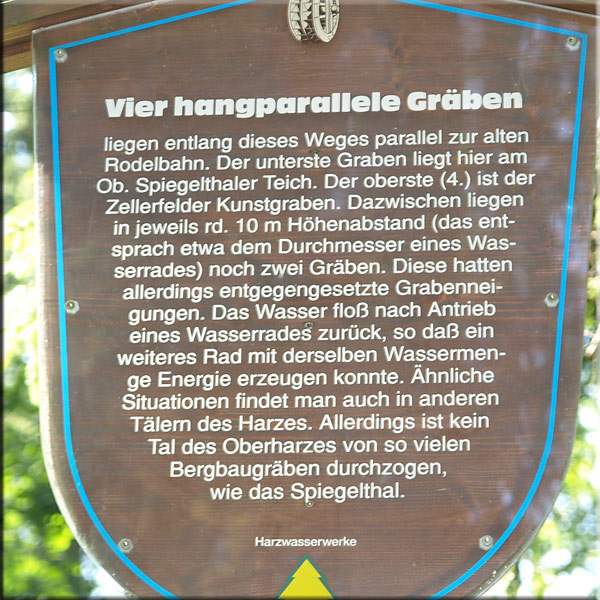 Vier hangparallele Gräben
liegen entlang dieses Weges parallel zur alten
Rodelbahn. Der unterste Graben liegt hier am
Ob. Spiegelthaler Teich. Der oberste (4.) ist der
Zellerfelder Kunstgraben. Dazwischen liegen
in jeweils rd. 10 m Höhenabstand (das ent-
sprach etwa dem Durchmesser eines Was-
serrades) noch zwei Gräben. Diese hatten
allerdings entgegengesetzte Grabennei-
gungen. Das Wasser floß nach Antrieb
eines Wasserrades zurück, so daß ein
weiteres Rad mit derselben Wassermen-
ge Energie erzeugen konnte. Ähnliche
Situationen findet man auch in anderen
Tälern des Harzes. Allerdings ist kein
Tal des Oberharzes von so vielen
Bergbaugräben durchzogen,
wie das Spiegelthal.
Harzwasserwerke